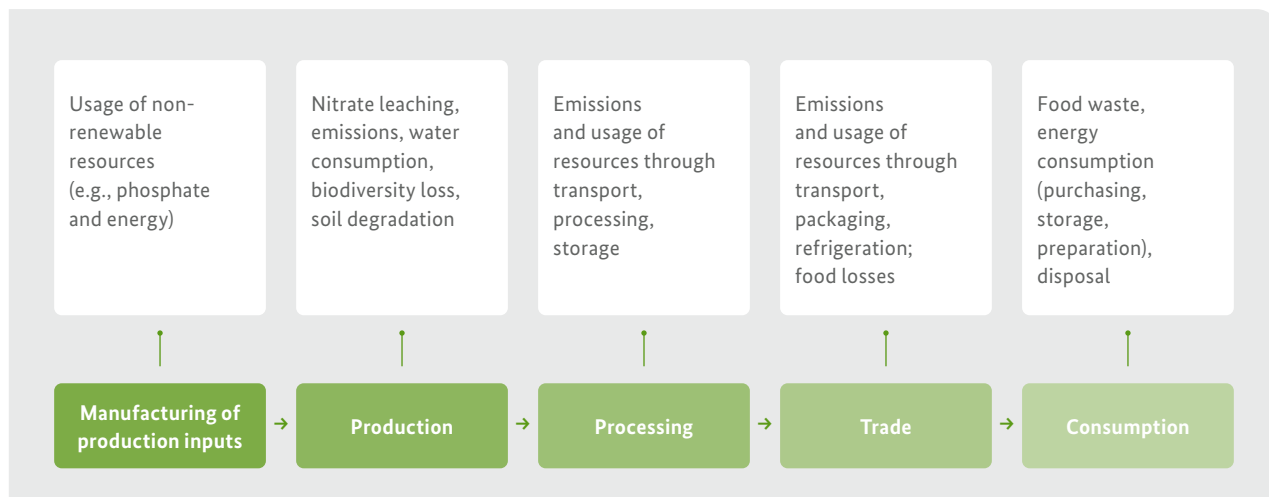 Usage of non-
renewable
resources
(e.g., phosphate
and energy)
Nitrate leaching,
emissions, water
consumption,
biodiversity loss,
soil degradation
Emissions
and usage of
resources through
transport,
processing,
storage
Emissions
and usage of
resources through
transport,
packaging,
refrigeration;
food losses
Food waste,
energy
consumption
(purchasing,
storage,
preparation),
disposal
Manufacturing of
production inputs
Production
Processing
Trade
Consumption